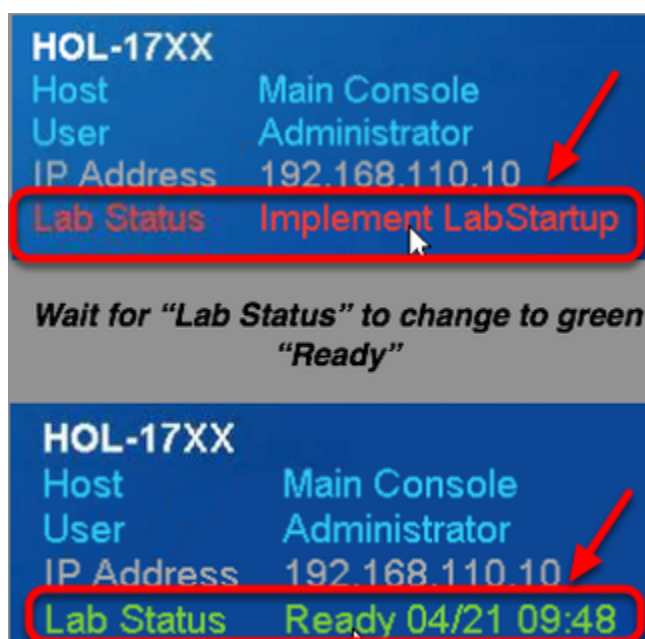 HOL-17XX
Host Main Console
User Administrator
IP Address 192.168.110.10
Lab Status Implement LabStartup
Wait for “Lab Status” to change to green
“Ready”
HOL-17XX
Host Main Console
User Administrator
IP Address 192.168.110.10
Lab Status Ready 04/21 09:48